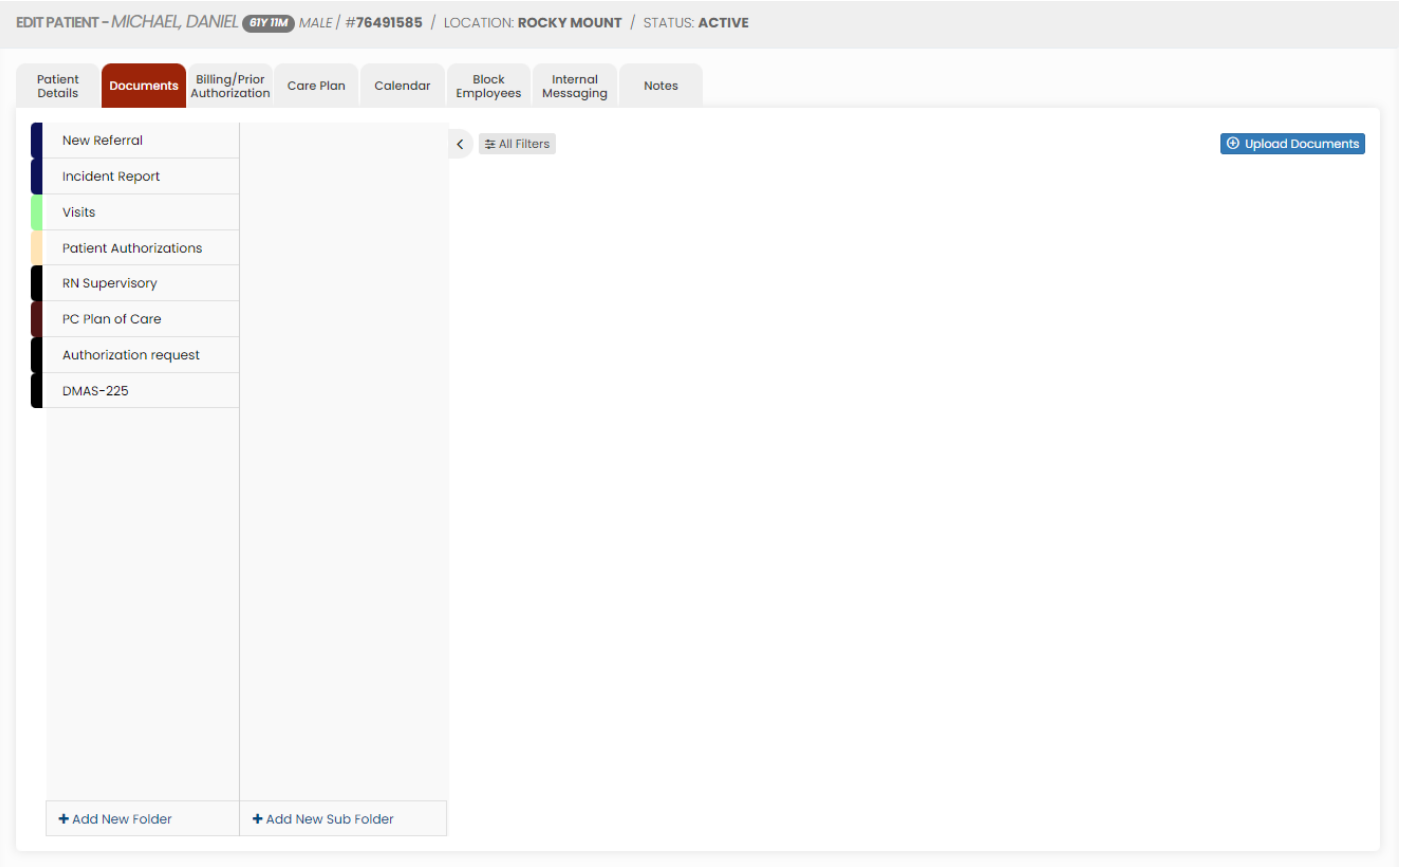 EDIT PATIENT - MICHAEL, DANIEL 61Y 11M MALE / #76491585 / LOCATION: ROCKY MOUNT / STATUS: ACTIVE
Patient Details
Documents
Billing/Prior Authorization
Care Plan
Calendar
Block Employees
Internal Messaging
Notes
New Referral
Incident Report
Visits
Patient Authorizations
RN Supervisory
PC Plan of Care
Authorization request
DMAS-225
All Filters
Upload Documents
+ Add New Folder
+ Add New Sub Folder